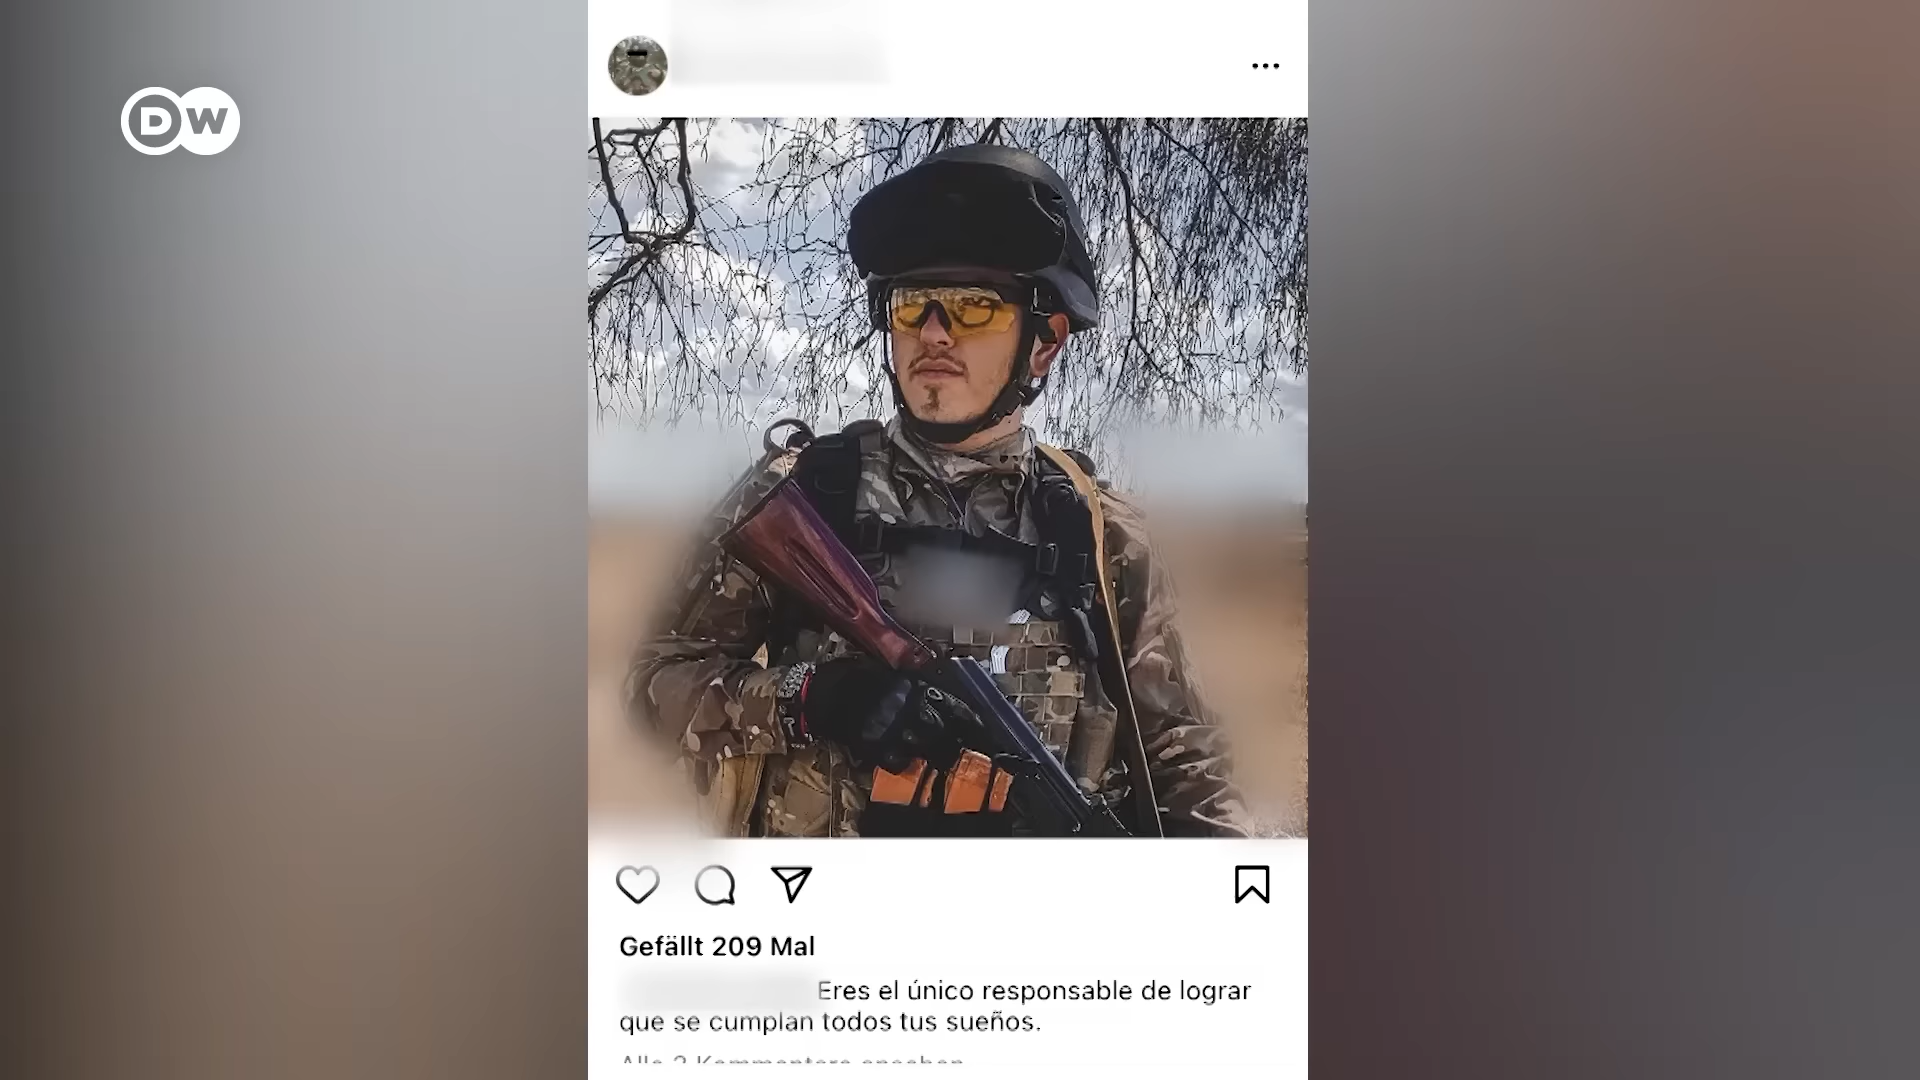 DW
Gefällt 209 Mal
Eres el único responsable de lograr
que se cumplan todos tus sueños.